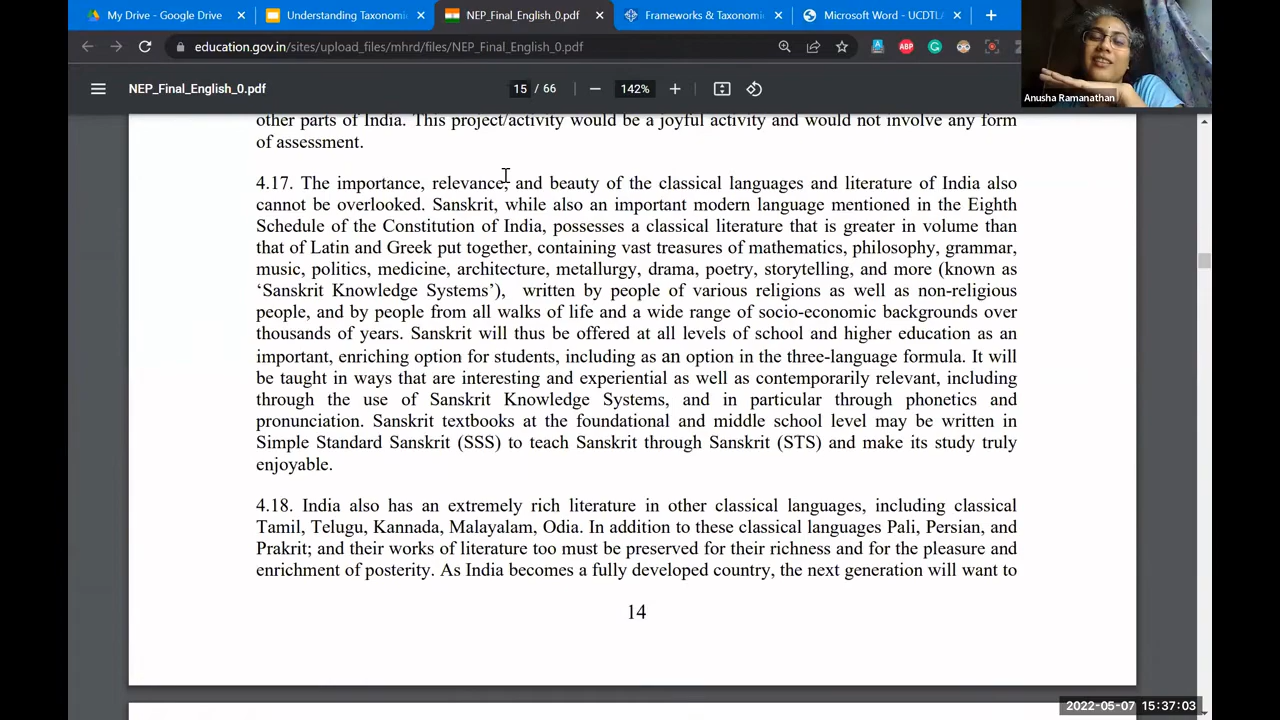 My Drive - Google Drive
Understanding Taxonomi
NEP_Final_English_0.pdf
Frameworks & Taxonomi
Microsoft Word - UCDTL
education.gov.in/sites/upload_files/mhrd/files/NEP_Final_English_0.pdf
ABP
Anusha Ramanathan
NEP_Final_English_0.pdf
15 / 66
142%
other parts of India. This project/activity would be a joyful activity and would not involve any form
of assessment.
4.17. The importance, relevance, and beauty of the classical languages and literature of India also
cannot be overlooked. Sanskrit, while also an important modern language mentioned in the Eighth
Schedule of the Constitution of India, possesses a classical literature that is greater in volume than
that of Latin and Greek put together, containing vast treasures of mathematics, philosophy, grammar,
music, politics, medicine, architecture, metallurgy, drama, poetry, storytelling, and more (known as
‘Sanskrit Knowledge Systems’), written by people of various religions as well as non-religious
people, and by people from all walks of life and a wide range of socio-economic backgrounds over
thousands of years. Sanskrit will thus be offered at all levels of school and higher education as an
important, enriching option for students, including as an option in the three-language formula. It will
be taught in ways that are interesting and experiential as well as contemporarily relevant, including
through the use of Sanskrit Knowledge Systems, and in particular through phonetics and
pronunciation. Sanskrit textbooks at the foundational and middle school level may be written in
Simple Standard Sanskrit (SSS) to teach Sanskrit through Sanskrit (STS) and make its study truly
enjoyable.
4.18. India also has an extremely rich literature in other classical languages, including classical
Tamil, Telugu, Kannada, Malayalam, Odia. In addition to these classical languages Pali, Persian, and
Prakrit; and their works of literature too must be preserved for their richness and for the pleasure and
enrichment of posterity. As India becomes a fully developed country, the next generation will want to
14
2022-05-07 15:37:03